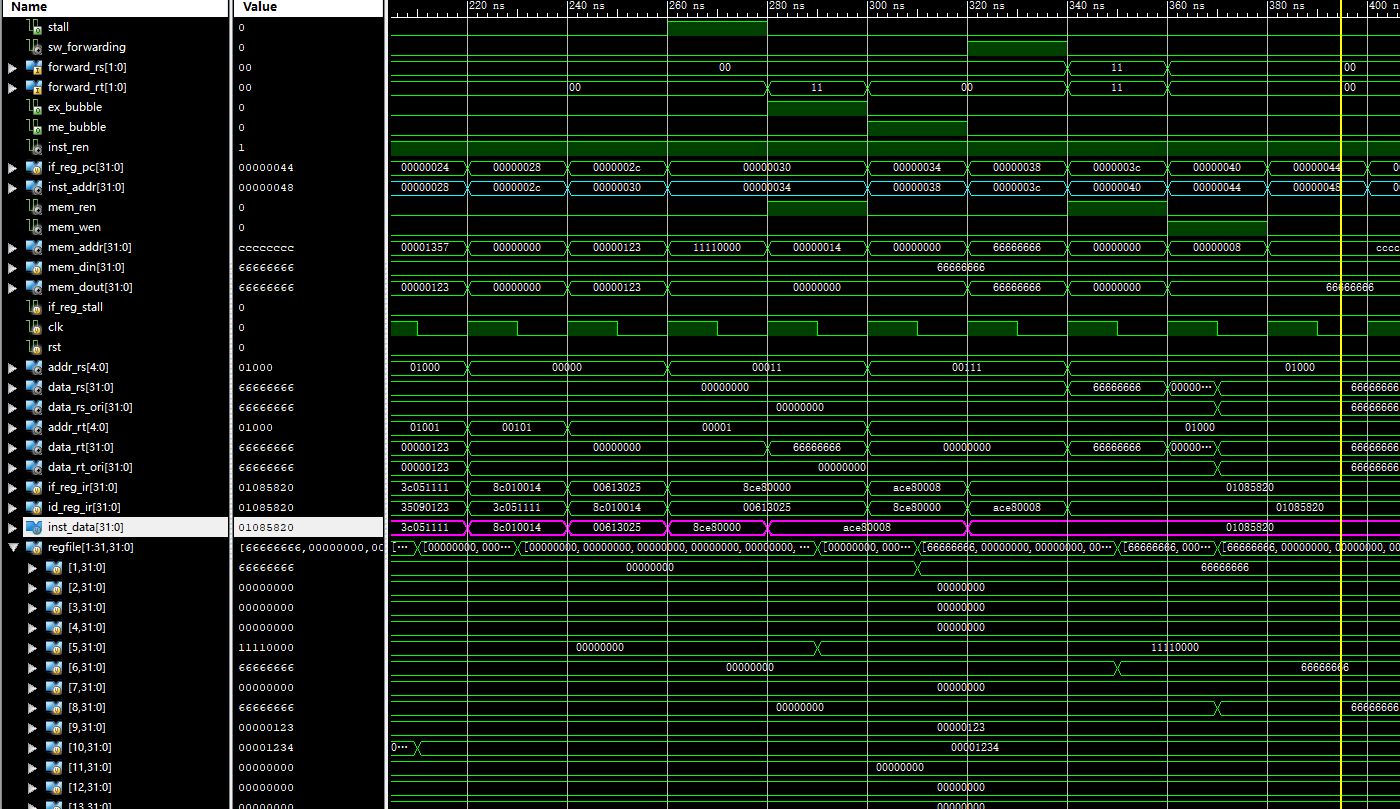 Name Value 220 ns 240 ns 260 ns 280 ns 300 ns 320 ns 340 ns 360 ns 380 ns 400 n
stall 0
sw_forwarding 0
forward_rs[1:0] 00 00 11 00
forward_rt[1:0] 00 00 11 00 11 00
ex_bubble 0
me_bubble 0
inst_ren 1
if_reg_pc[31:0] 00000044 00000024 00000028 0000002c 00000030 00000034 00000038 0000003c 00000040 00000044 0
inst_addr[31:0] 00000048 00000028 0000002c 00000030 00000034 00000038 0000003c 00000040 00000044 00000048 0
mem_ren 0
mem_wen 0
mem_addr[31:0] cccccccc 00001357 00000000 00000123 11110000 00000014 00000000 66666666 00000000 00000008 cccc
mem_din[31:0] 66666666 66666666
mem_dout[31:0] 66666666 00000123 00000000 00000123 00000000 66666666 00000000 66666666
if_reg_stall 0
clk 0
rst 0
addr_rs[4:0] 01000 01000 00000 00011 00111 01000
data_rs[31:0] 66666666 00000000 66666666 00000··· 66666666
data_rs_ori[31:0] 66666666 00000000 66666666
addr_rt[4:0] 01000 01001 00101 00001 01000
data_rt[31:0] 66666666 00000123 00000000 66666666 00000000 66666666 00000··· 66666666
data_rt_ori[31:0] 66666666 00000123 00000000 66666666
if_reg_ir[31:0] 01085820 3c051111 8c010014 00613025 8ce80000 ace80008 01085820
id_reg_ir[31:0] 01085820 35090123 3c051111 8c010014 00613025 8ce80000 ace80008 01085820
inst_data[31:0] 01085820 3c051111 8c010014 00613025 8ce80000 ace80008 01085820
regfile[1:31,31:0] [66666666,00000000,00 [··· [00000000,000··· [00000000,00000000,00000000,00000000,00000000,··· [00000000,000··· [66666666,00000000,00000000,00··· [66666666,000··· [66666666,00000000,00000000,00
[1,31:0] 66666666 00000000 66666666
[2,31:0] 00000000 00000000
[3,31:0] 00000000 00000000
[4,31:0] 00000000 00000000
[5,31:0] 11110000 00000000 11110000
[6,31:0] 66666666 00000000 66666666
[7,31:0] 00000000 00000000
[8,31:0] 66666666 00000000 66666666
[9,31:0] 00000123 00000123
[10,31:0] 00001234 0··· 00001234
[11,31:0] 00000000 00000000
[12,31:0] 00000000 00000000
[13,31:0] 00000000 00000000